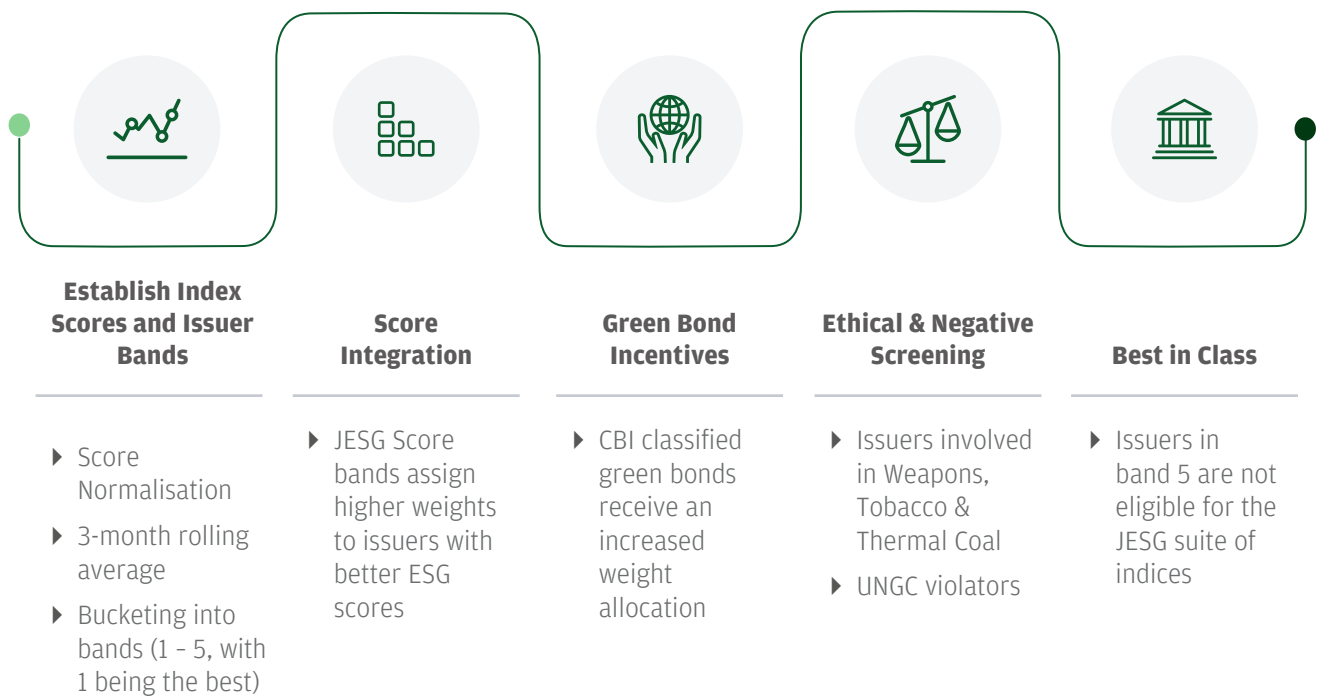 Establish Index
Scores and Issuer
Bands
Score
Normalisation
3-month rolling
average
Bucketing into
bands (1 – 5, with
1 being the best)
Score
Integration
JESG Score
bands assign
higher weights
to issuers with
better ESG
scores
Green Bond
Incentives
CBI classified
green bonds
receive an
increased
weight
allocation
Ethical & Negative
Screening
Issuers involved
in Weapons,
Tobacco &
Thermal Coal
UNGC violators
Best in Class
Issuers in
band 5 are not
eligible for the
JESG suite of
indices